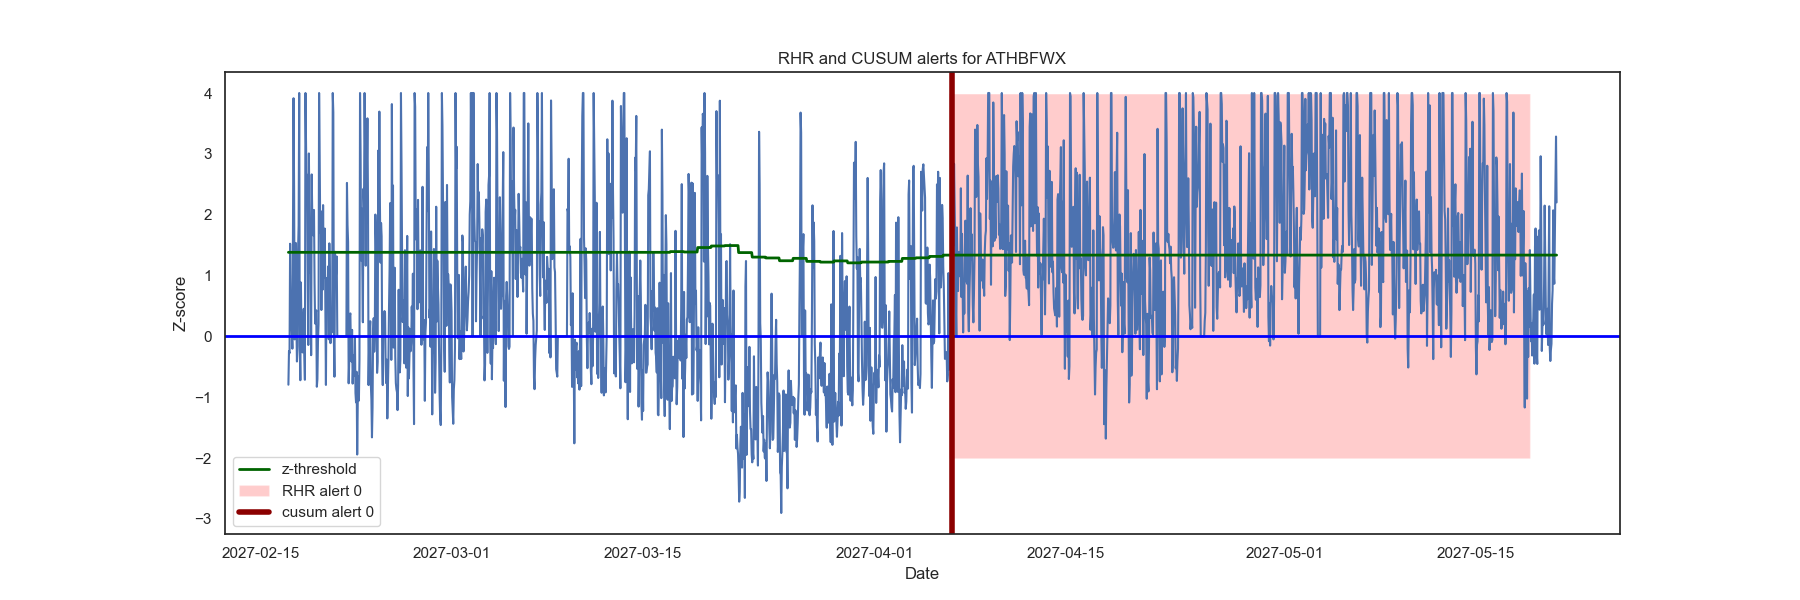 RHR and CUSUM alerts for ATHBFWX
Z-score
4
3
2
1
0
−1
−2
−3
z-threshold
RHR alert 0
cusum alert 0
2027-02-15 2027-03-01 2027-03-15 2027-04-01 2027-04-15 2027-05-01 2027-05-15
Date